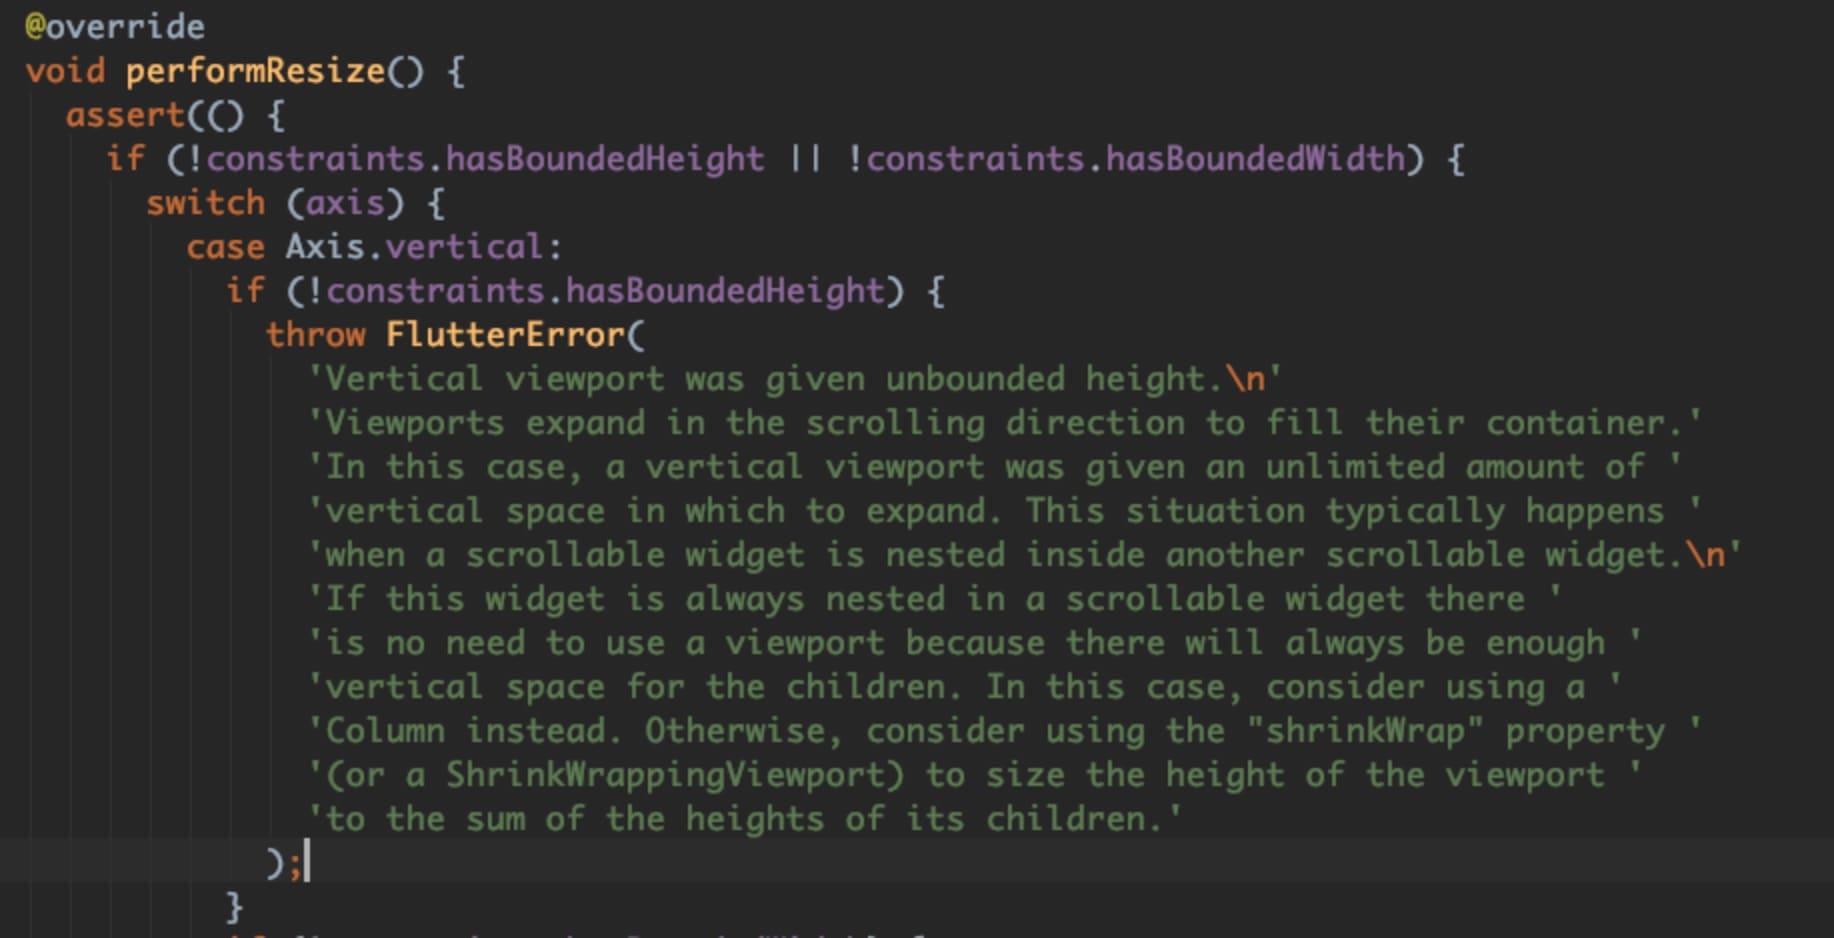 @override
void performResize() {
assert(() {
if (!constraints.hasBoundedHeight || !constraints.hasBoundedWidth) {
switch (axis) {
case Axis.vertical:
if (!constraints.hasBoundedHeight) {
throw FlutterError(
'Vertical viewport was given unbounded height.\n'
'Viewports expand in the scrolling direction to fill their container.'
'In this case, a vertical viewport was given an unlimited amount of '
'vertical space in which to expand. This situation typically happens '
'when a scrollable widget is nested inside another scrollable widget.\n'
'If this widget is always nested in a scrollable widget there '
'is no need to use a viewport because there will always be enough '
'vertical space for the children. In this case, consider using a '
'Column instead. Otherwise, consider using the "shrinkWrap" property '
'(or a ShrinkWrappingViewport) to size the height of the viewport '
'to the sum of the heights of its children.'
);
}